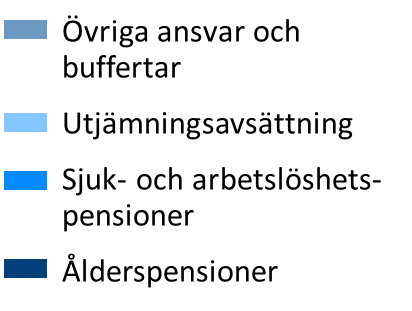 Övriga ansvar och
buffertar
Utjämningsavsättning
Sjuk- och arbetslöshets-
pensioner
Ålderspensioner